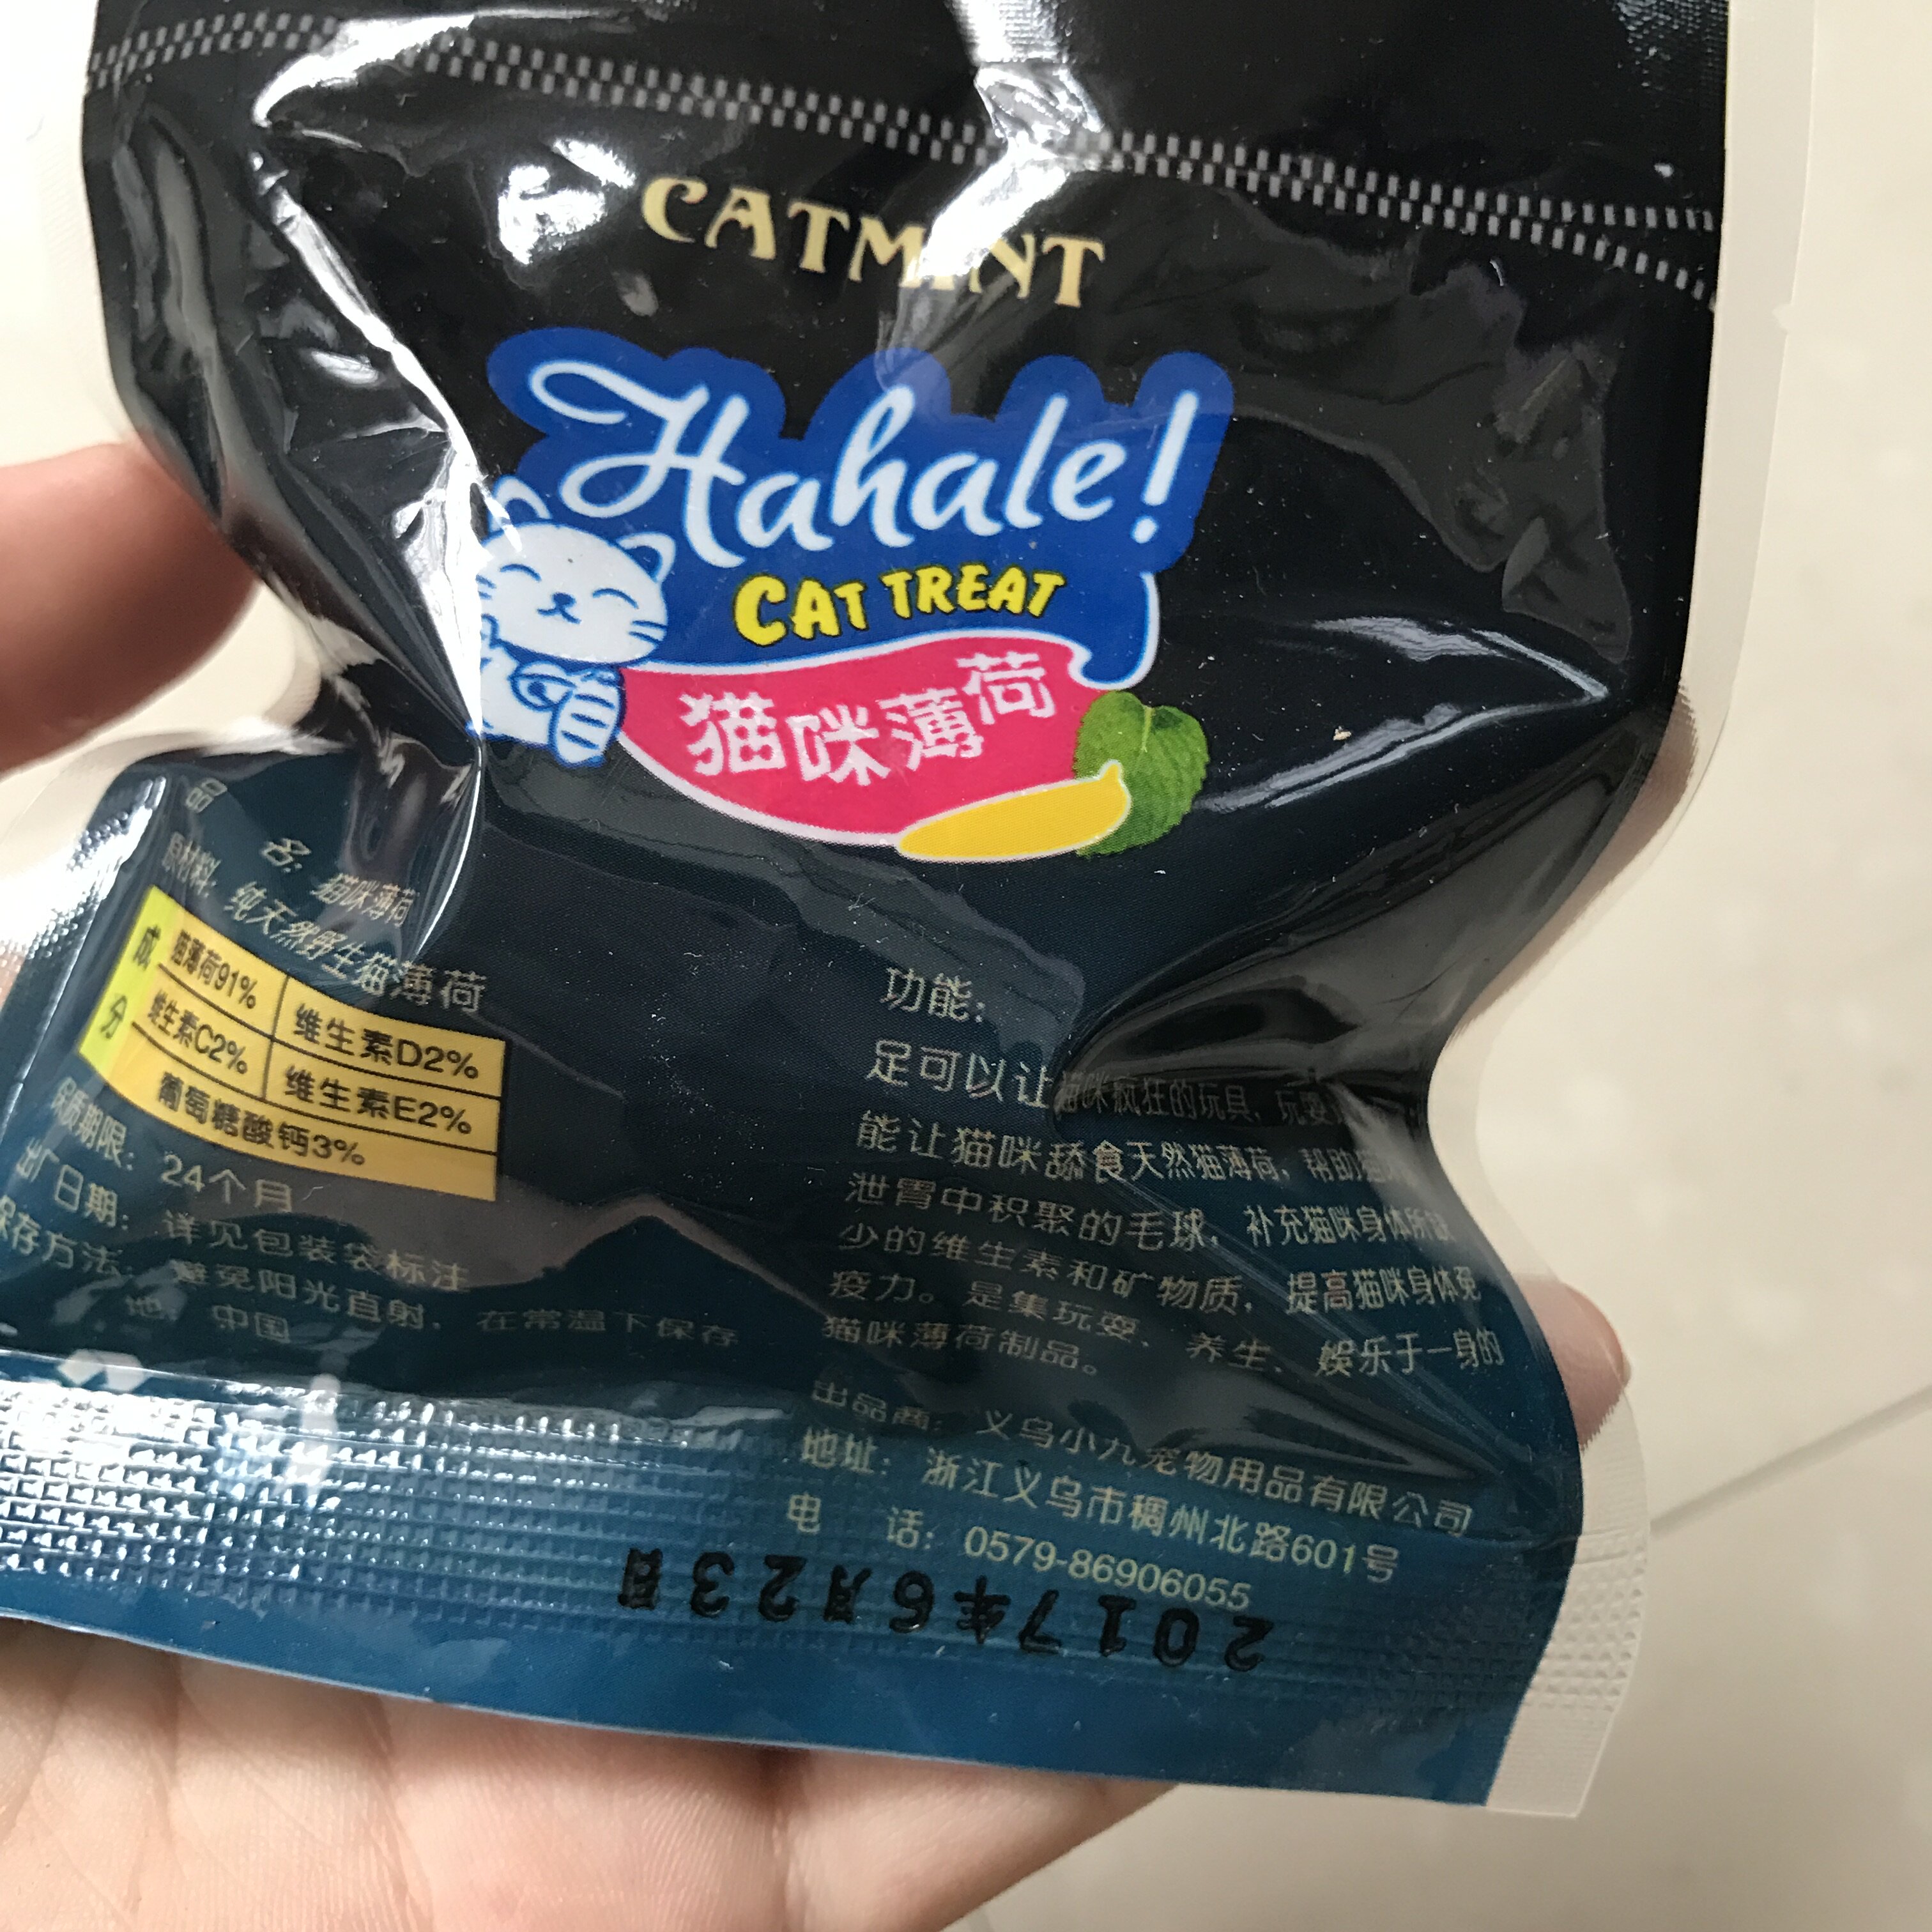 CATMINT
Hahale!
CAT TREAT
猫咪薄荷
品 名: 猫咪薄荷
原材料: 纯天然野生猫薄荷
成分
猫薄荷91% 维生素D2%
维生素C2% 维生素E2%
葡萄糖酸钙3%
保质期限: 24个月
出厂日期: 详见包装袋标注
保存方法: 避免阳光直射, 在常温下保存
地: 中国
功能:
足可以让猫咪疯狂的玩具, 玩耍
能让猫咪舔食天然猫薄荷, 帮助猫
泄胃中积聚的毛球, 补充猫咪身体所缺
少的维生素和矿物质, 提高猫咪身体免
疫力。是集玩耍、养生、娱乐于一身的
猫咪薄荷制品。
出品商: 义乌小九宠物用品有限公司
地址: 浙江义乌市稠州北路601号
电 话: 0579-86906055
2017年6月23日